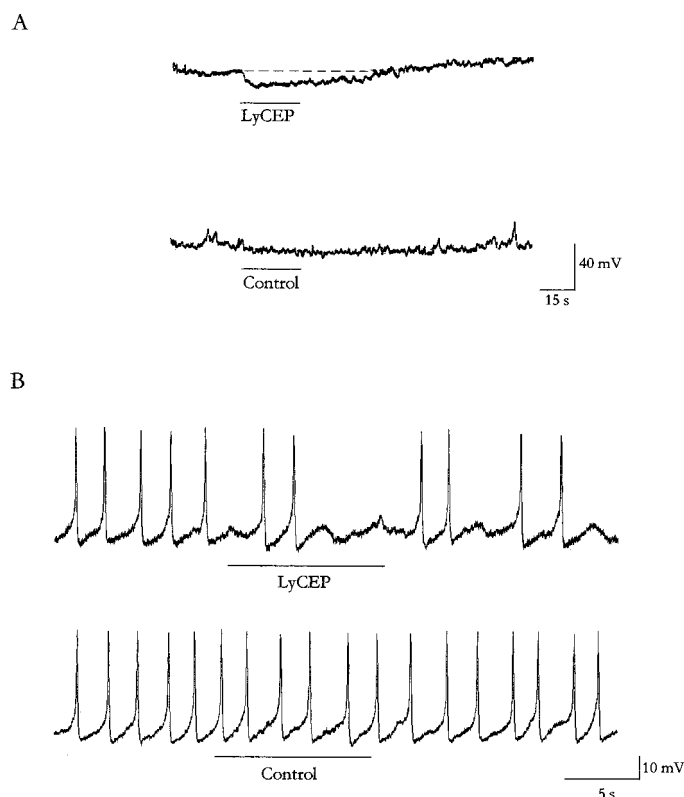 A
LyCEP
Control
40 mV
15 s
B
LyCEP
Control
10 mV
5 s